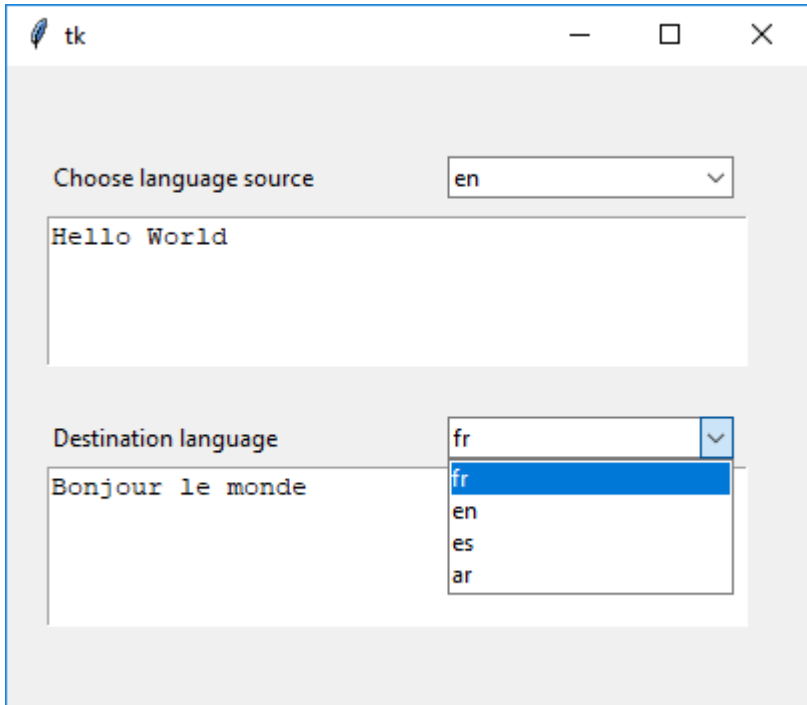 tk
Choose language source en
Hello World
Destination language fr
Bonjour le monde
fr
en
es
ar